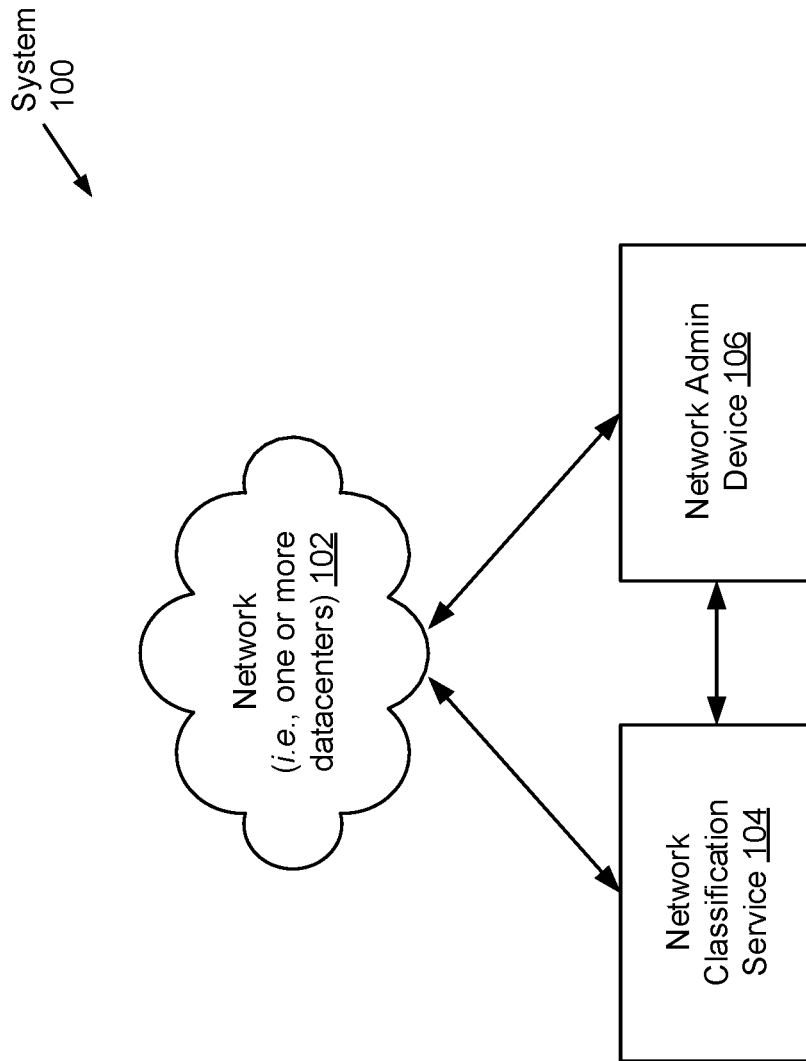 System
100
Network
(i.e., one or more
datacenters) 102
Network
Classification
Service 104
Network Admin
Device 106